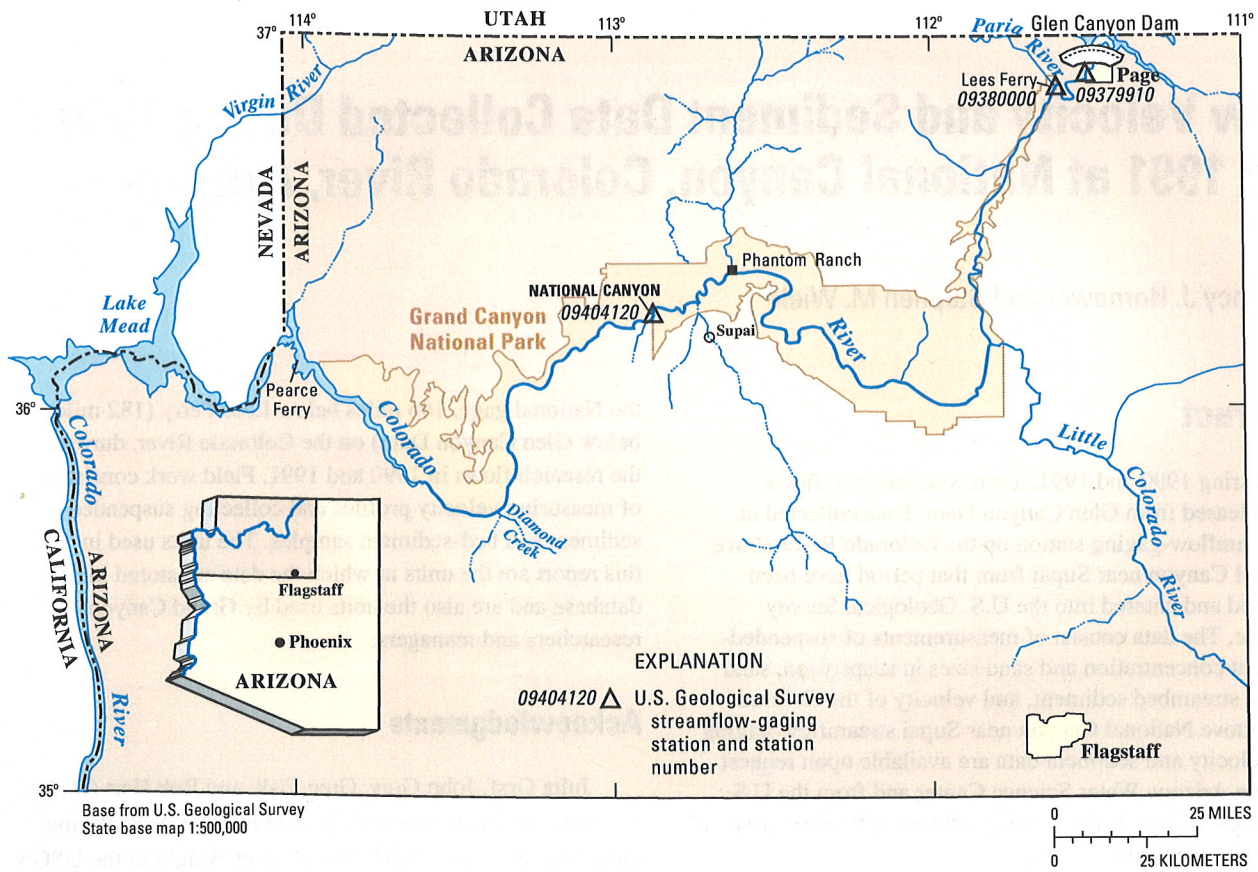 114°
UTAH
113°
112°
Paria
River
Glen Canyon Dam
111°
37°
ARIZONA
Lees Ferry
09380000
Page
09379910
Virgin River
NEVADA
ARIZONA
Phantom Ranch
NATIONAL CANYON
09404120
Supai
Lake
Mead
Grand Canyon
National Park
River
Pearce
Ferry
36°
Colorado
Colorado
Little
Colorado
River
Diamond
Creek
CALIFORNIA
ARIZONA
River
Flagstaff
Phoenix
ARIZONA
EXPLANATION
09404120 U.S. Geological Survey
streamflow-gaging
station and station
number
Flagstaff
35°
Base from U.S. Geological Survey
State base map 1:500,000
0 25 MILES
0 25 KILOMETERS